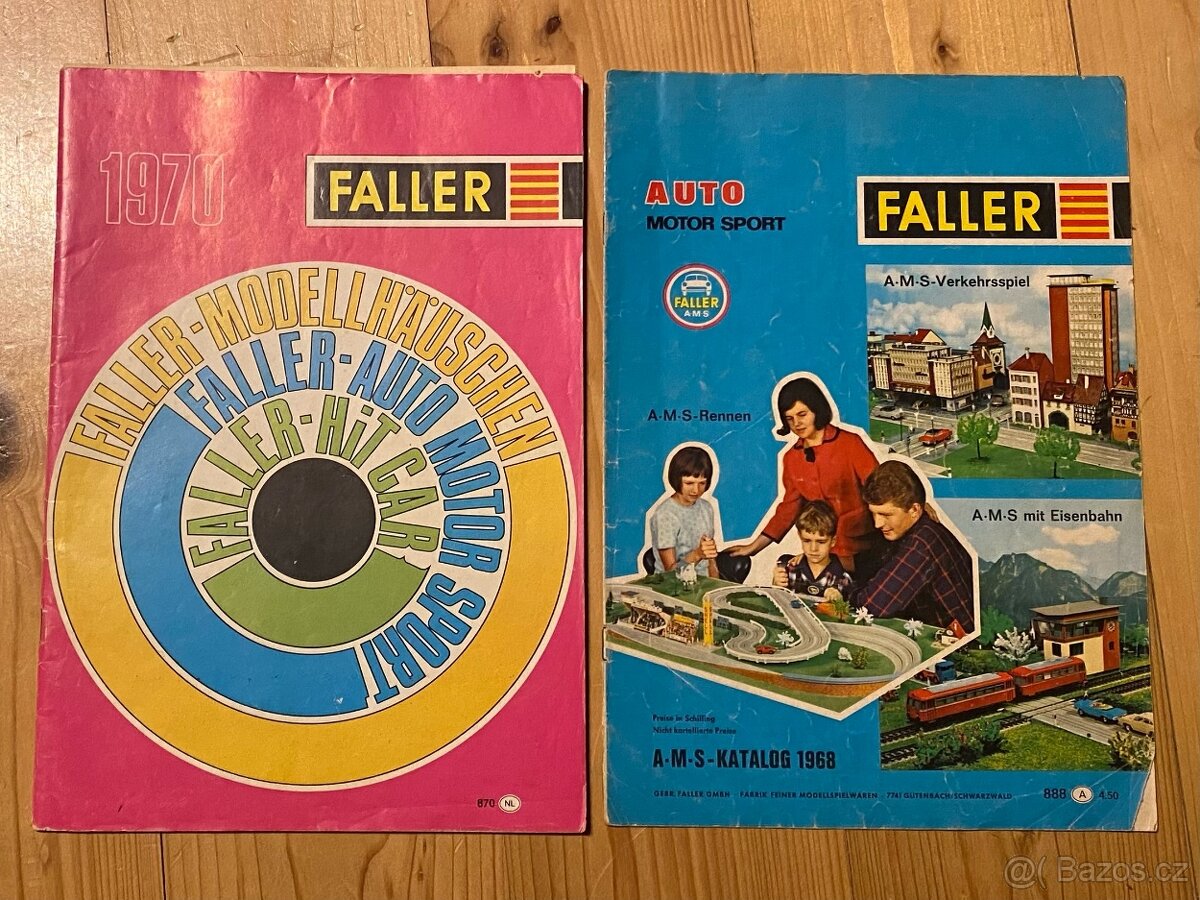 1970
FALLER
FALLER-MODELLHÄUSCHEN
FALLER-AUTO MOTOR SPORT
FALLER-HiT CAR
870 NL
AUTO
MOTOR SPORT
FALLER
FALLER
AMS
A·M·S-Verkehrsspiel
A·M·S-Rennen
A·M·S mit Eisenbahn
Preise in Schilling
Nicht kartellierte Preise
A·M·S-KATALOG 1968
GEBR. FALLER GMBH · FABRIK FEINER MODELLSPIELWAREN · 7741 GÜTENBACH/SCHWARZWALD
888 A 4.50
@( Bazos.cz